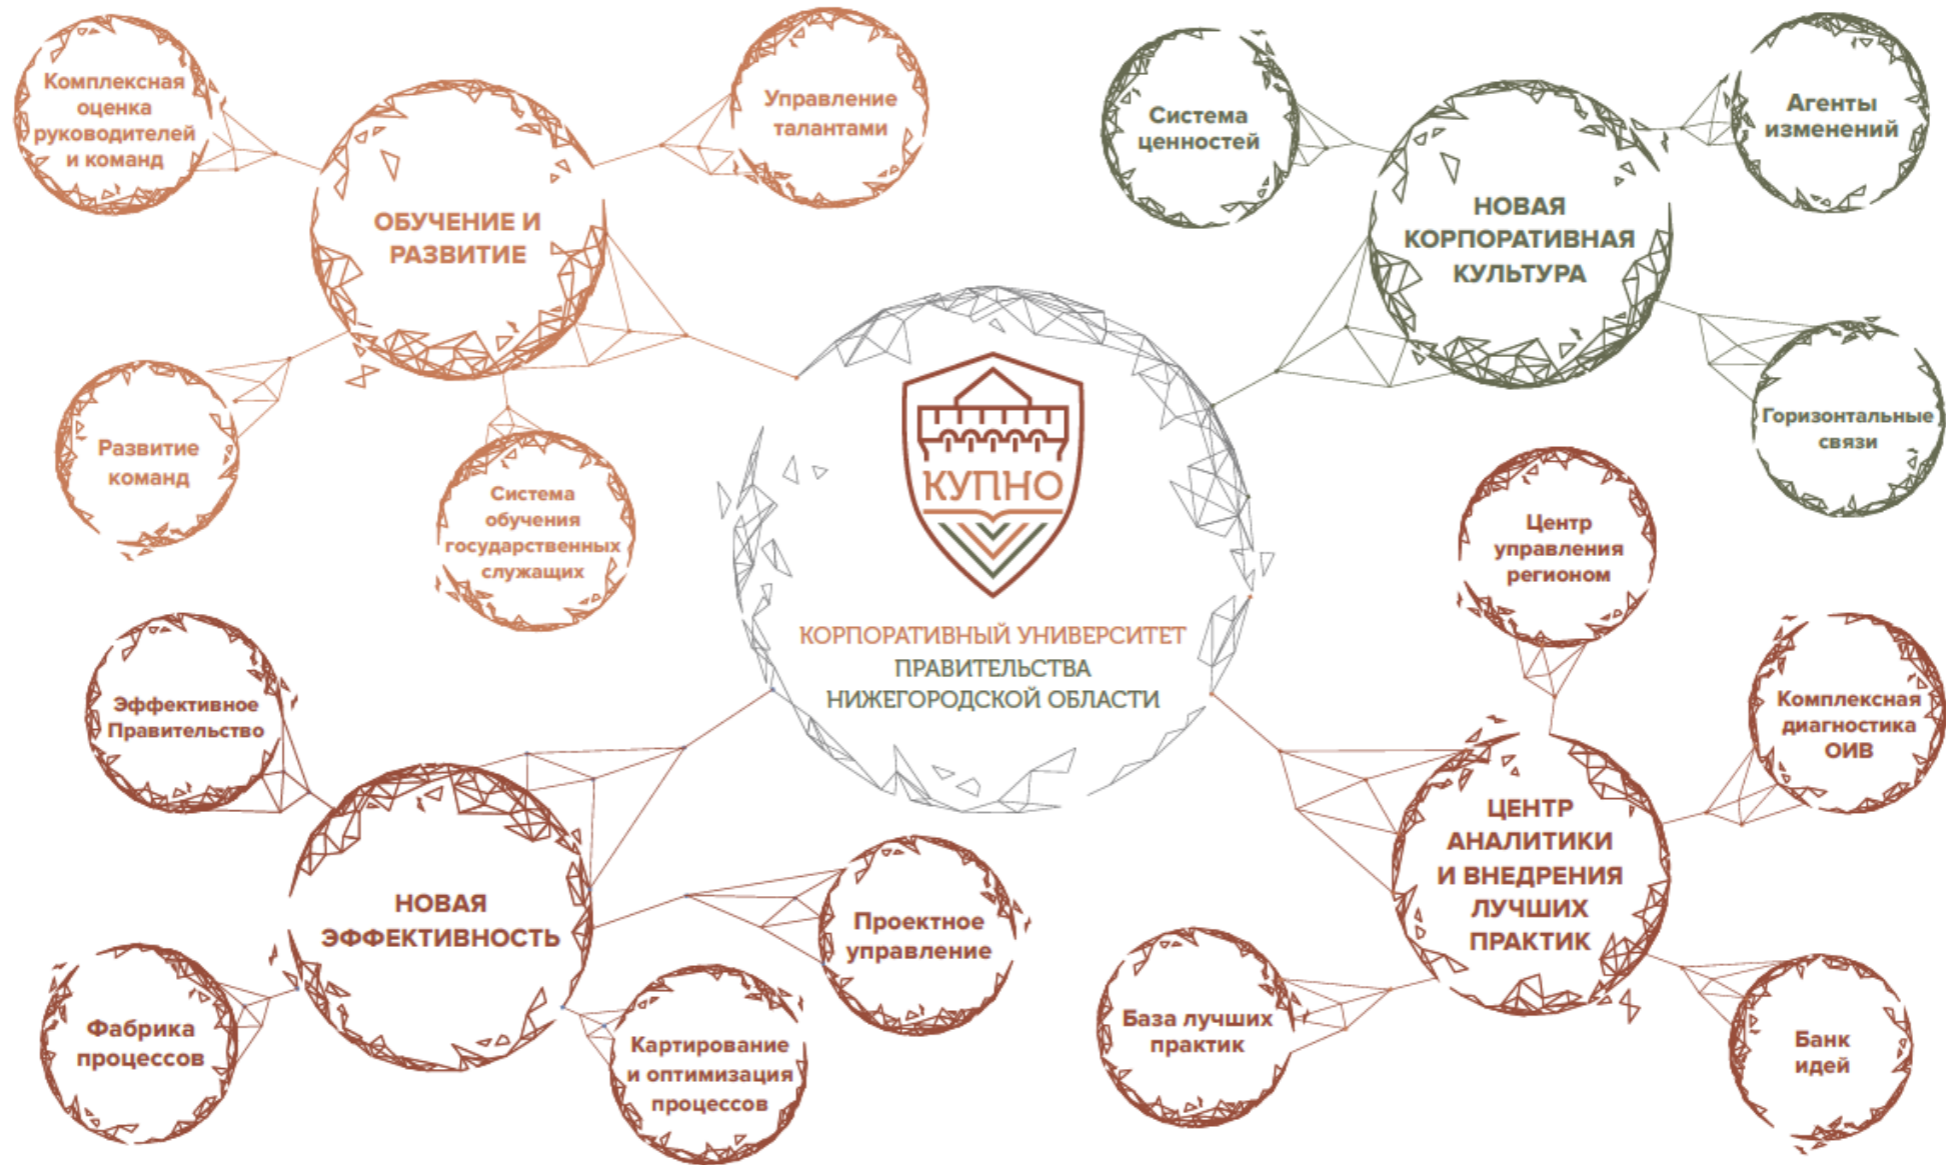 Комплексная
оценка
руководителей
и команд
Управление
талантами
ОБУЧЕНИЕ И
РАЗВИТИЕ
Развитие
команд
Система
обучения
государственных
служащих
Система
ценностей
Агенты
изменений
НОВАЯ
КОРПОРАТИВНАЯ
КУЛЬТУРА
Горизонтальные
связи
КУПНО
КОРПОРАТИВНЫЙ УНИВЕРСИТЕТ
ПРАВИТЕЛЬСТВА
НИЖЕГОРОДСКОЙ ОБЛАСТИ
Эффективное
Правительство
НОВАЯ
ЭФФЕКТИВНОСТЬ
Проектное
управление
Фабрика
процессов
Картирование
и оптимизация
процессов
Центр
управления
регионом
Комплексная
диагностика
ОИВ
ЦЕНТР
АНАЛИТИКИ
И ВНЕДРЕНИЯ
ЛУЧШИХ
ПРАКТИК
База лучших
практик
Банк
идей